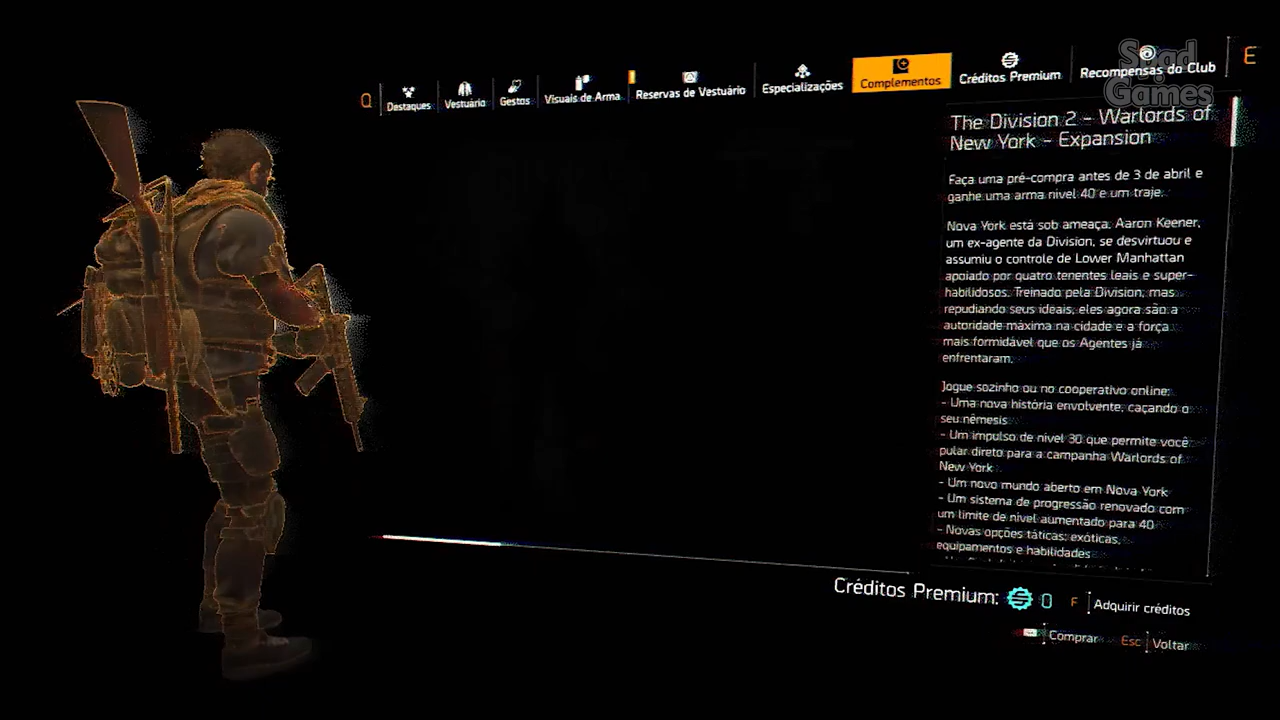 Spad
Games
Q
Destaques
Vestuário
Gestos
Visuais de Arma
Reservas de Vestuário
Especializações
Complementos
Créditos Premium
Recompensas do Club
E
The Division 2 - Warlords of
New York - Expansion
Faça uma pré-compra antes de 3 de abril e
ganhe uma arma nível 40 e um traje.
Nova York está sob ameaça. Aaron Keener,
um ex-agente da Division, se desvirtuou e
assumiu o controle de Lower Manhattan
apoiado por quatro tenentes leais e super-
habilidosos. Treinado pela Division, mas
repudiando seus ideais, eles agora são a
autoridade máxima na cidade e a força
mais formidável que os Agentes já
enfrentaram.
Jogue sozinho ou no cooperativo online:
- Uma nova história envolvente, caçando o
seu nêmesis
- Um impulso de nível 30 que permite você
pular direto para a campanha Warlords of
New York
- Um novo mundo aberto em Nova York
- Um sistema de progressão renovado com
um limite de nível aumentado para 40
- Novas opções táticas: exóticas,
equipamentos e habilidades
Créditos Premium: 0
F Adquirir créditos
Comprar
Esc Voltar